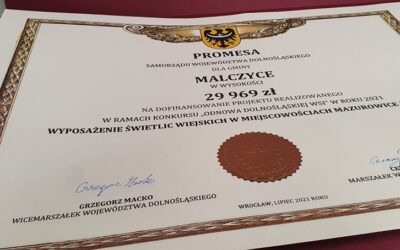 PROMESA
SAMORZĄDU WOJEWÓDZTWA DOLNOŚLĄSKIEGO
DLA GMINY
MALCZYCE
W WYSOKOŚCI
29 969 zł
NA DOFINANSOWANIE PROJEKTU REALIZOWANEGO
W RAMACH KONKURSU „ODNOWA DOLNOŚLĄSKIEJ WSI” W ROKU 2021
WYPOSAŻENIE ŚWIETLIC WIEJSKICH W MIEJSCOWOŚCIACH MAZUROWICE
GRZEGORZ MACKO
WICEMARSZAŁEK WOJEWÓDZTWA DOLNOŚLĄSKIEGO
WROCŁAW, LIPIEC 2021 ROKU
MARSZAŁEK WOJEW